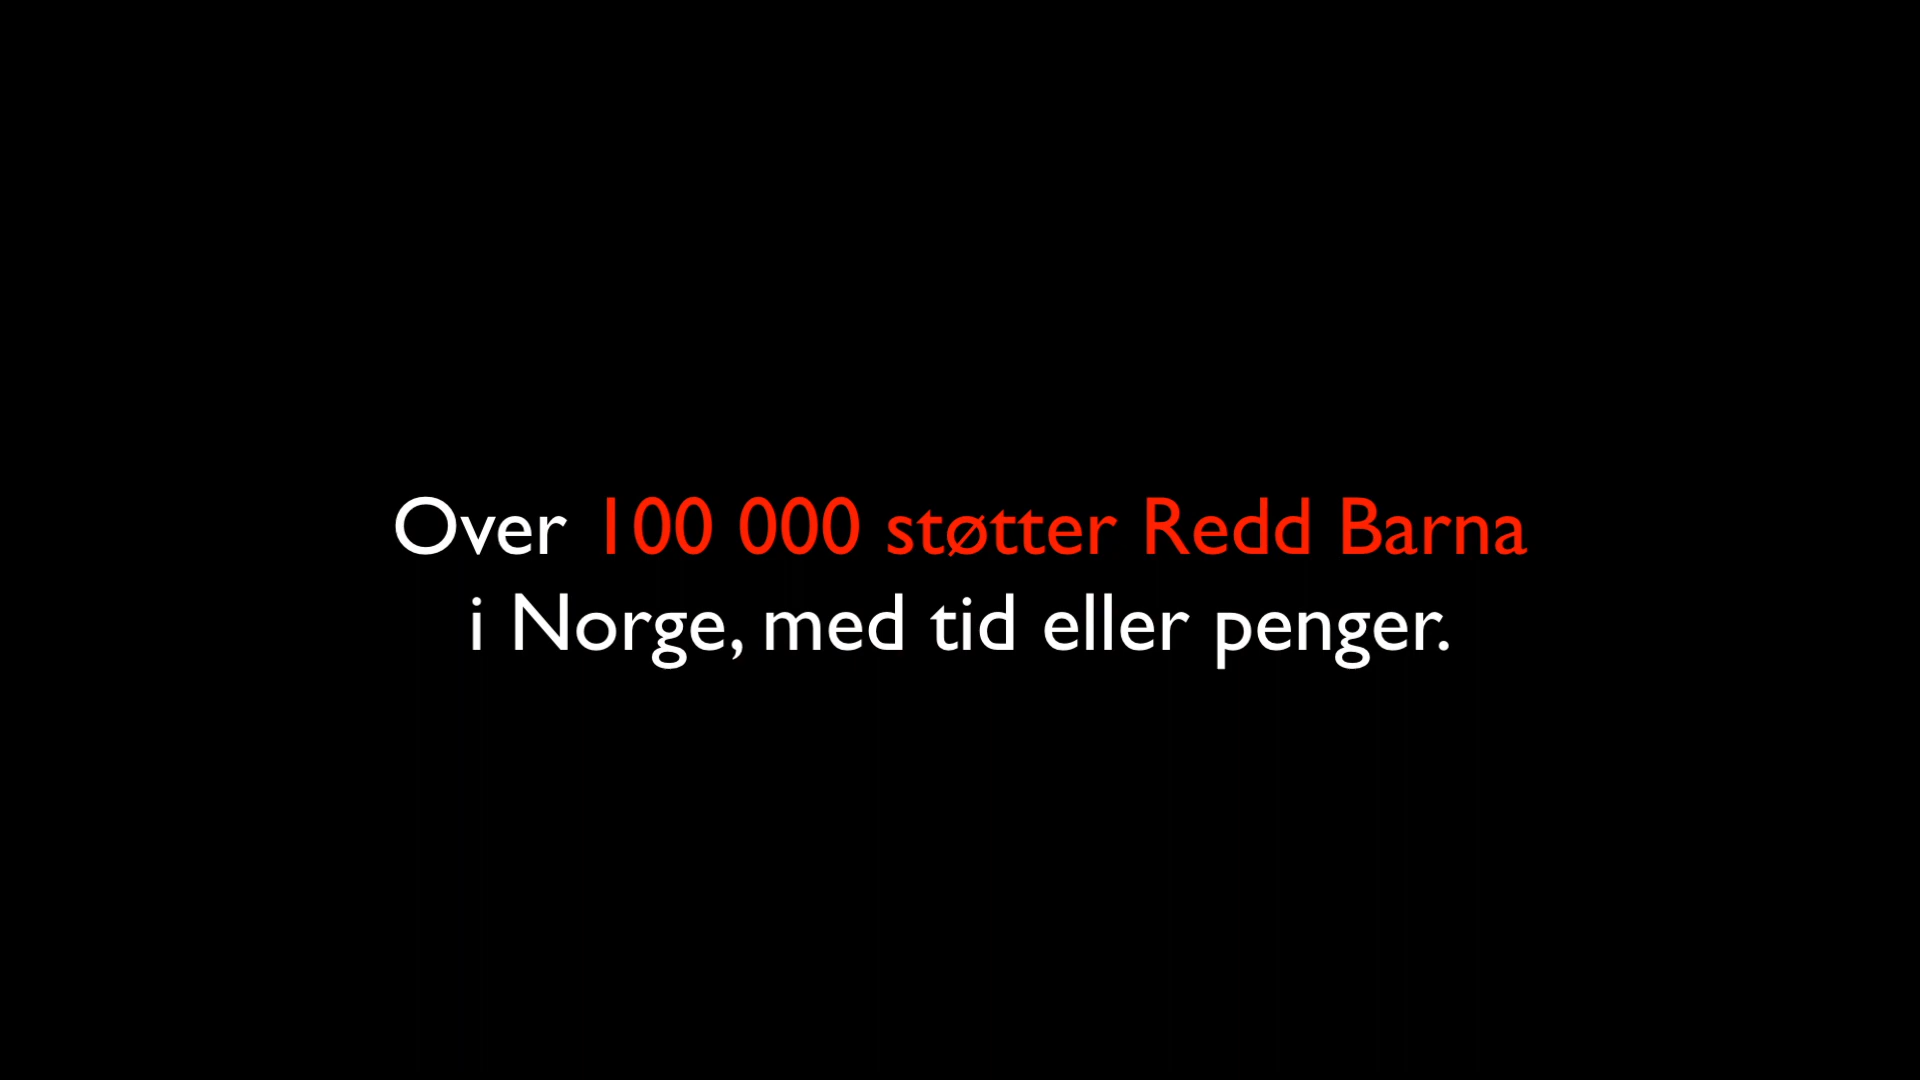 Over 100 000 støtter Redd Barna
i Norge, med tid eller penger.